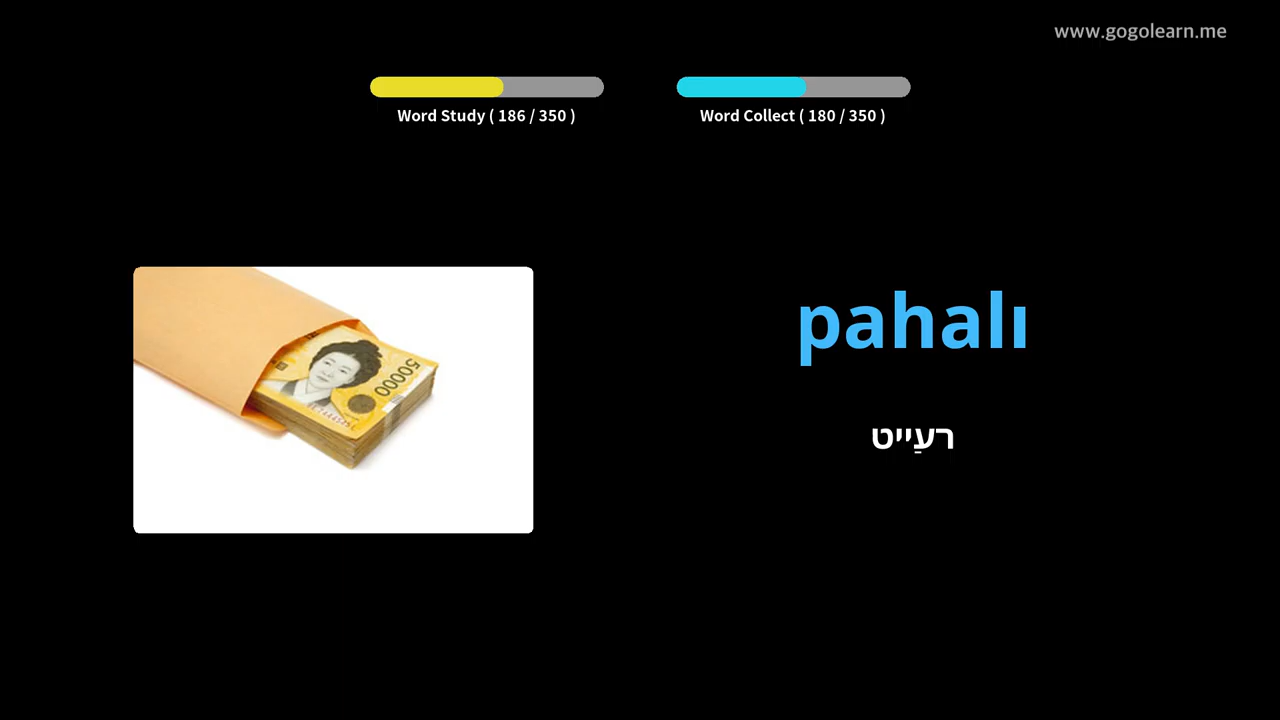 www.gogolearn.me
Word Study ( 186 / 350 )
Word Collect ( 180 / 350 )
pahalı
רעַייט
50000